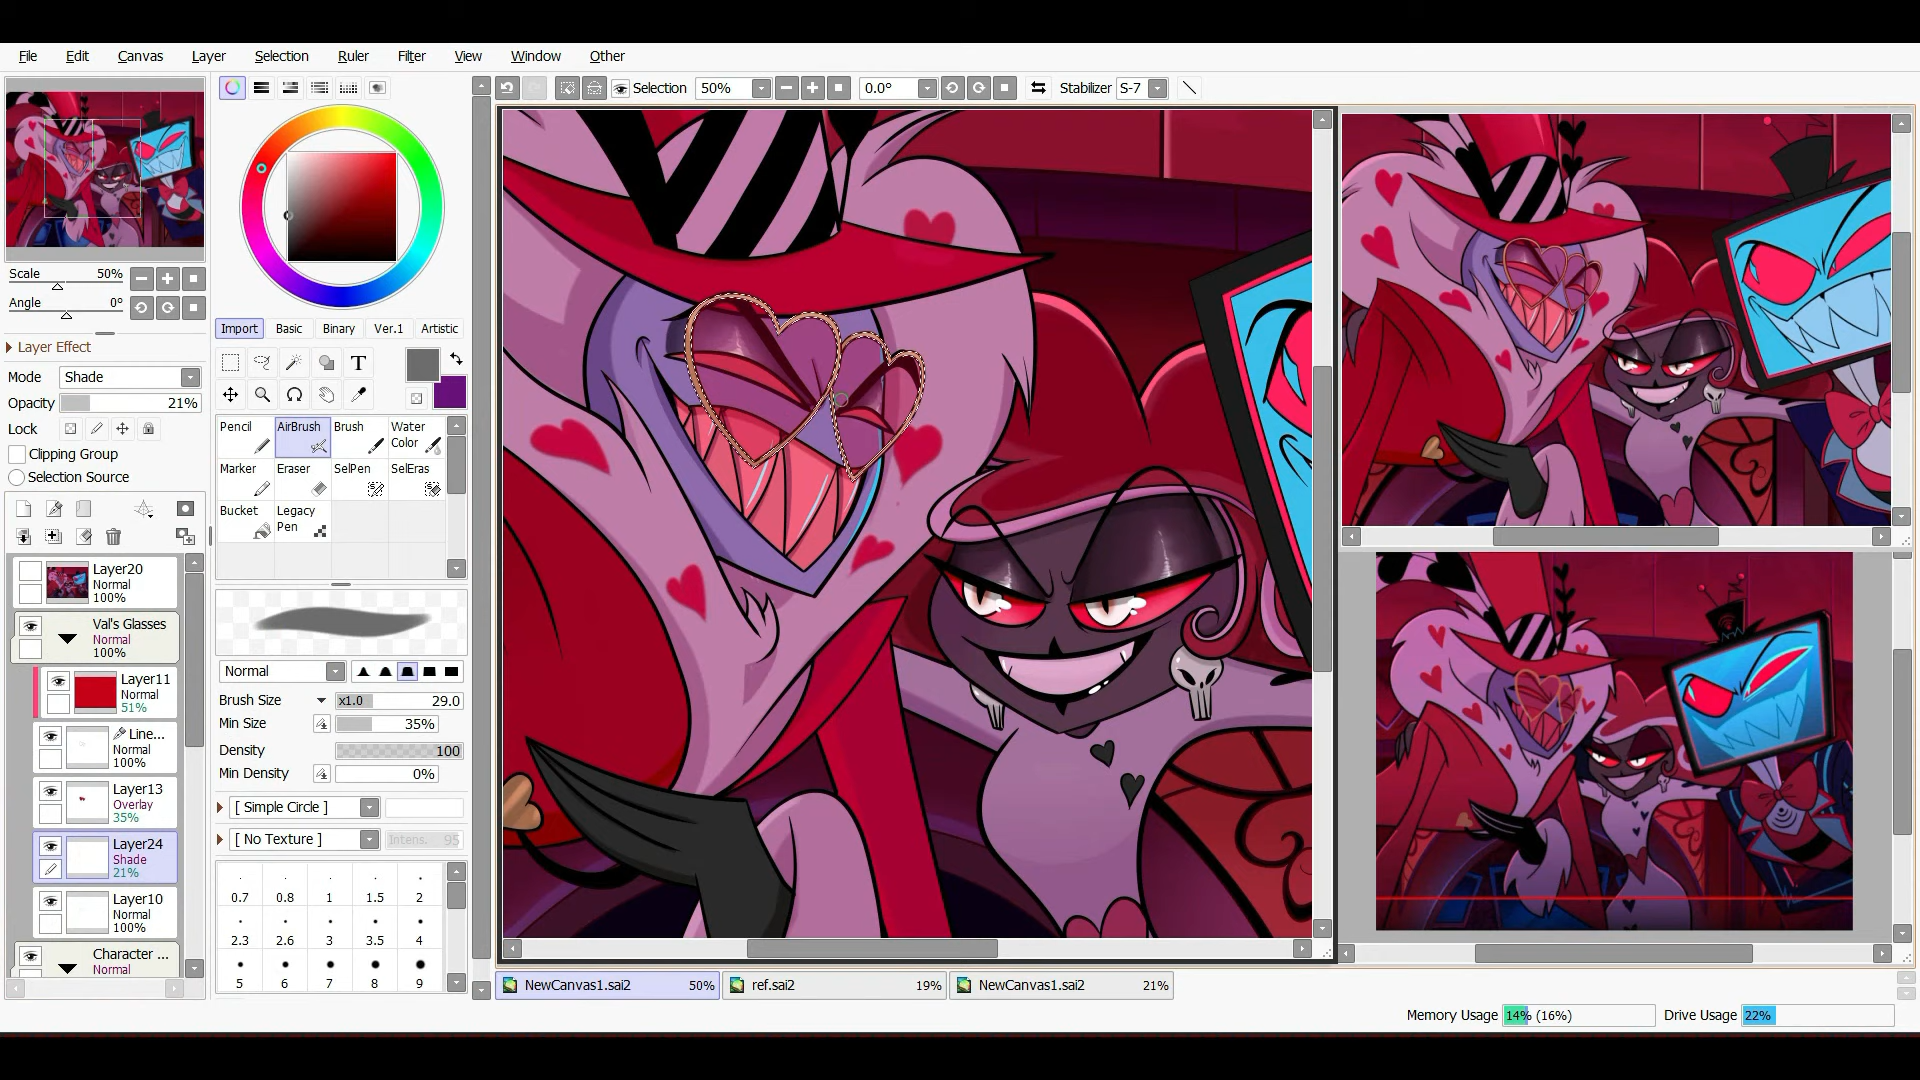 File Edit Canvas Layer Selection Ruler Filter View Window Other
Selection 50% 0.0° Stabilizer S-7
Scale 50%
Angle 0°
Layer Effect
Mode Shade
Opacity 21%
Lock
Clipping Group
Selection Source
Layer20
Normal
100%
Val's Glasses
Normal
100%
Layer11
Normal
51%
Line...
Normal
100%
Layer13
Overlay
35%
Layer24
Shade
21%
Layer10
Normal
100%
Character ...
Normal
Import Basic Binary Ver.1 Artistic
T
Pencil AirBrush Brush Water Color
Marker Eraser SelPen SelEras
Bucket Legacy Pen
Normal
Brush Size x1.0 29.0
Min Size 35%
Density 100
Min Density 0%
[ Simple Circle ]
[ No Texture ] Intens. 95
0.7 0.8 1 1.5 2
2.3 2.6 3 3.5 4
5 6 7 8 9
NewCanvas1.sai2 50% ref.sai2 19% NewCanvas1.sai2 21%
Memory Usage 14% (16%) Drive Usage 22%